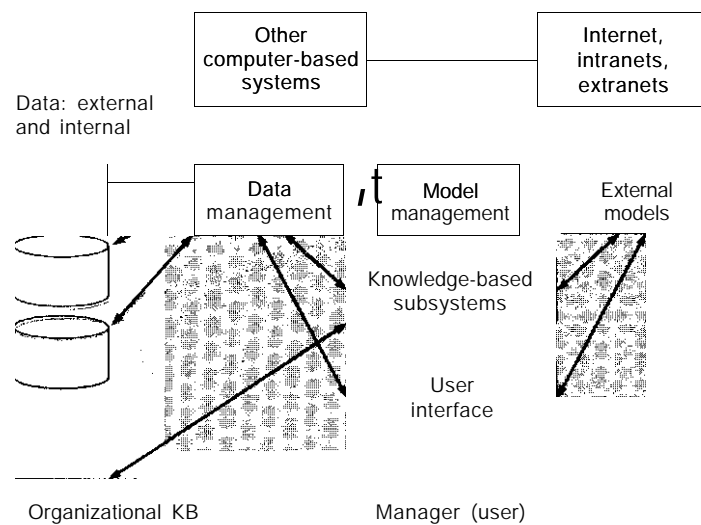 Other
computer-based
systems
Internet,
intranets,
extranets
Data: external
and internal
Data
management
,t
Model
management
External
models
Knowledge-based
subsystems
User
interface
Organizational KB
Manager (user)